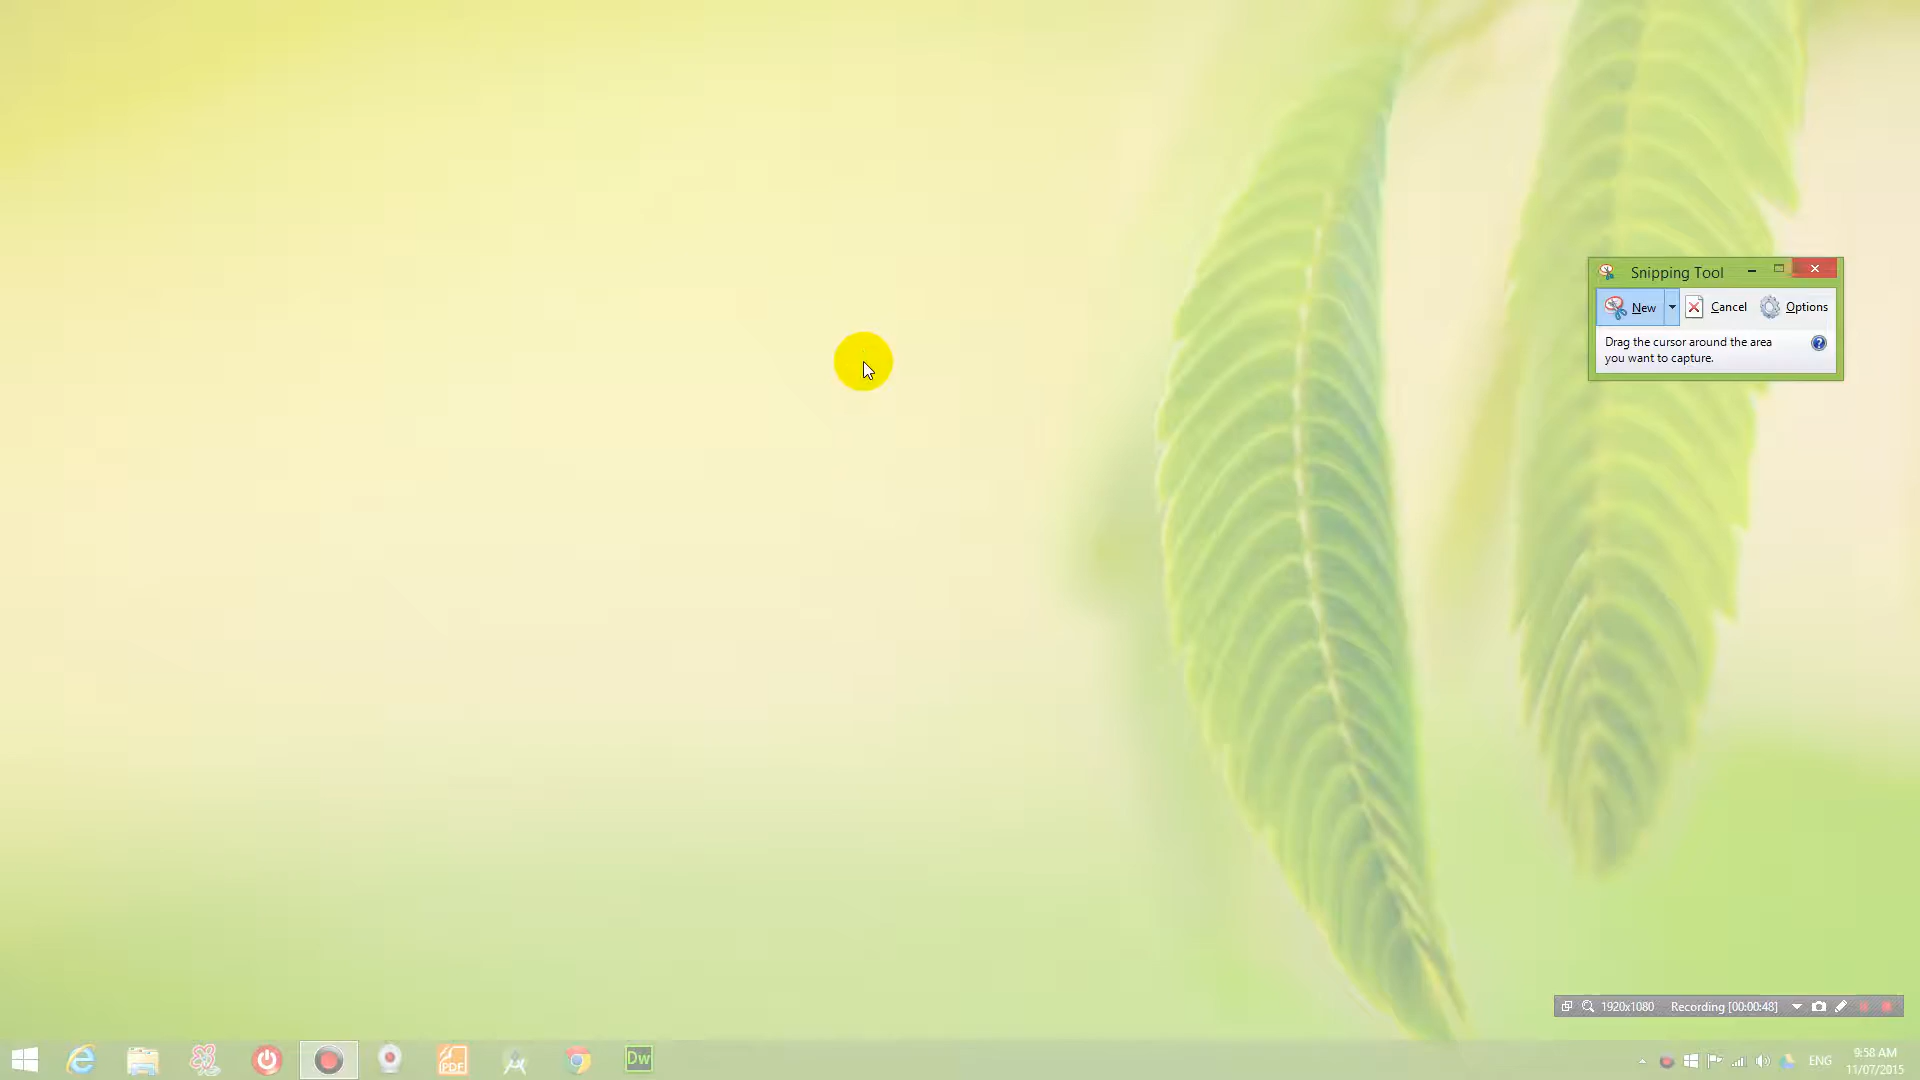 Snipping Tool
New Cancel Options
Drag the cursor around the area
you want to capture.
1920x1080 Recording [00:00:48]
PDF
Dw
ENG
9:58 AM
11/07/2015